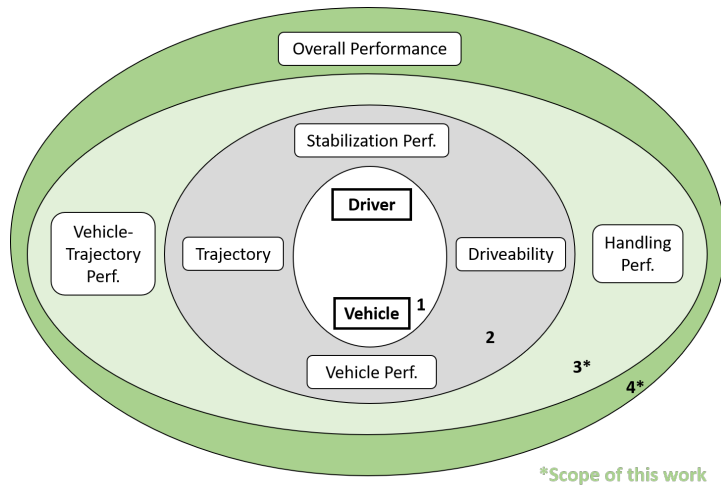 Overall Performance
Stabilization Perf.
Driver
Vehicle-
Trajectory
Perf.
Trajectory
Driveability
Handling
Perf.
Vehicle
1
2
Vehicle Perf.
3*
4*
*Scope of this work